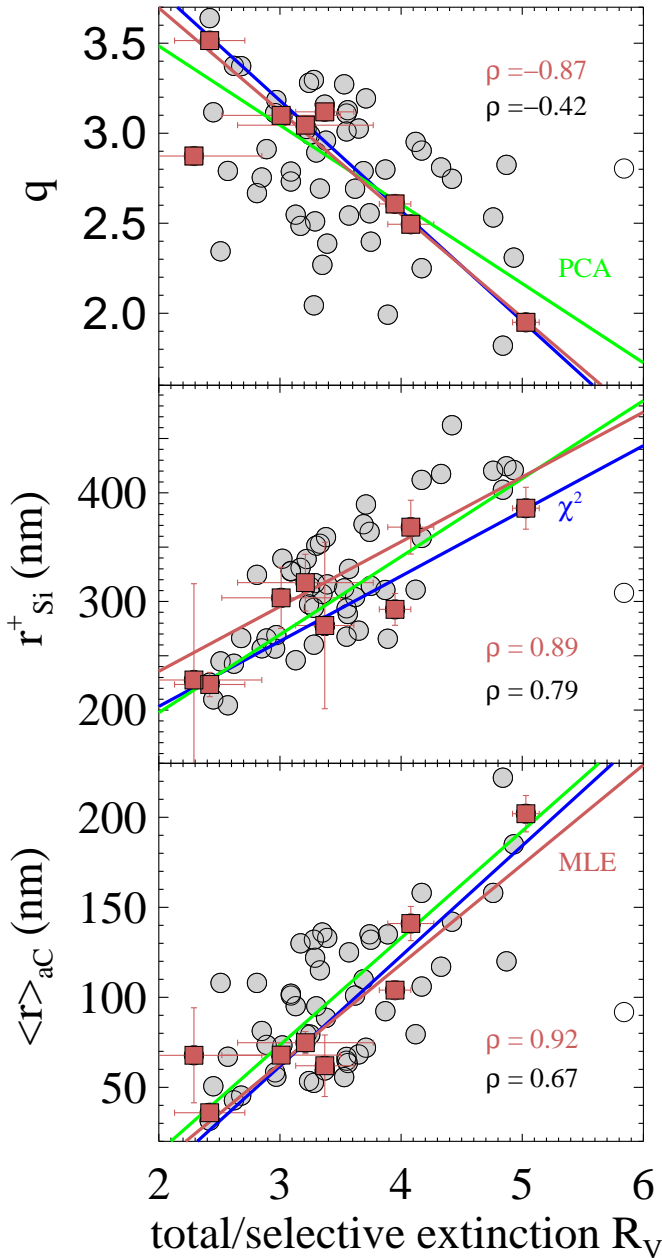 3.5
3.0
2.5
2.0
q
ρ =−0.87
ρ =−0.42
PCA
400
300
200
r⁺Si (nm)
χ²
ρ = 0.89
ρ = 0.79
200
150
100
50
<r>aC (nm)
MLE
ρ = 0.92
ρ = 0.67
2 3 4 5 6
total/selective extinction RV